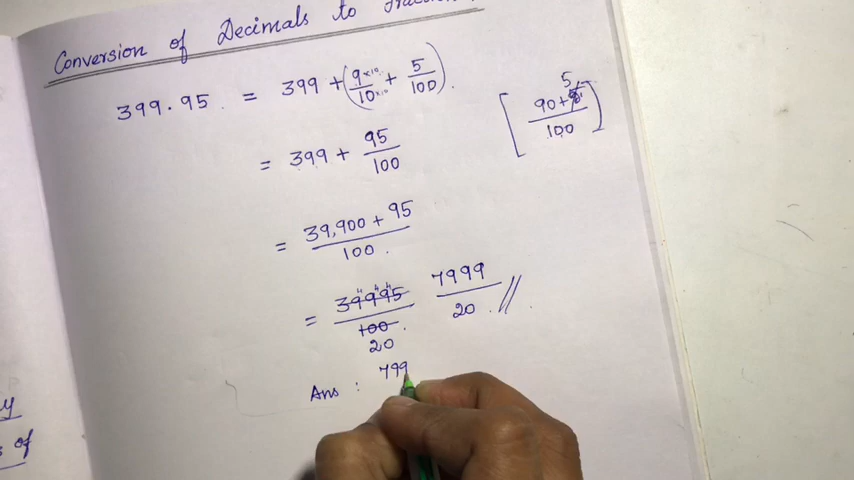 Conversion of Decimals to
399.95 = 399 + (9×10/10×10 + 5/100).
[90+5/100]
= 399 + 95/100
= 39,900 + 95/100.
= 39995/100. 7999/20. //
20
Ans : 799
y
s of